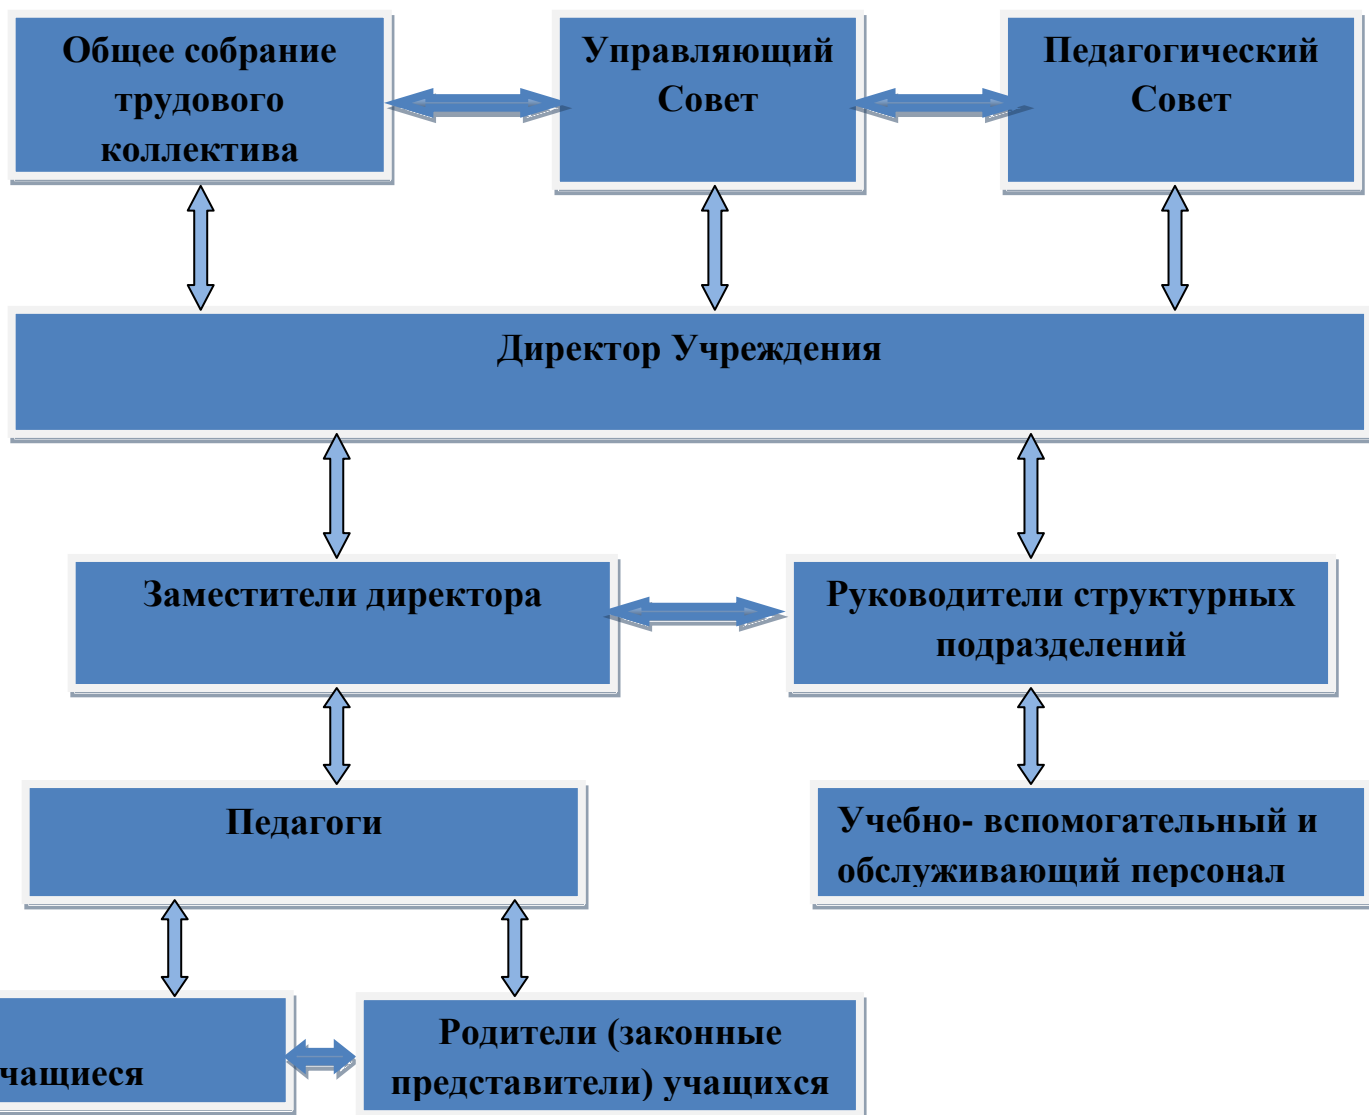 Общее собрание
трудового
коллектива
Управляющий
Совет
Педагогический
Совет
Директор Учреждения
Заместители директора
Руководители структурных
подразделений
Педагоги
Учебно- вспомогательный и
обслуживающий персонал
чащиеся
Родители (законные
представители) учащихся